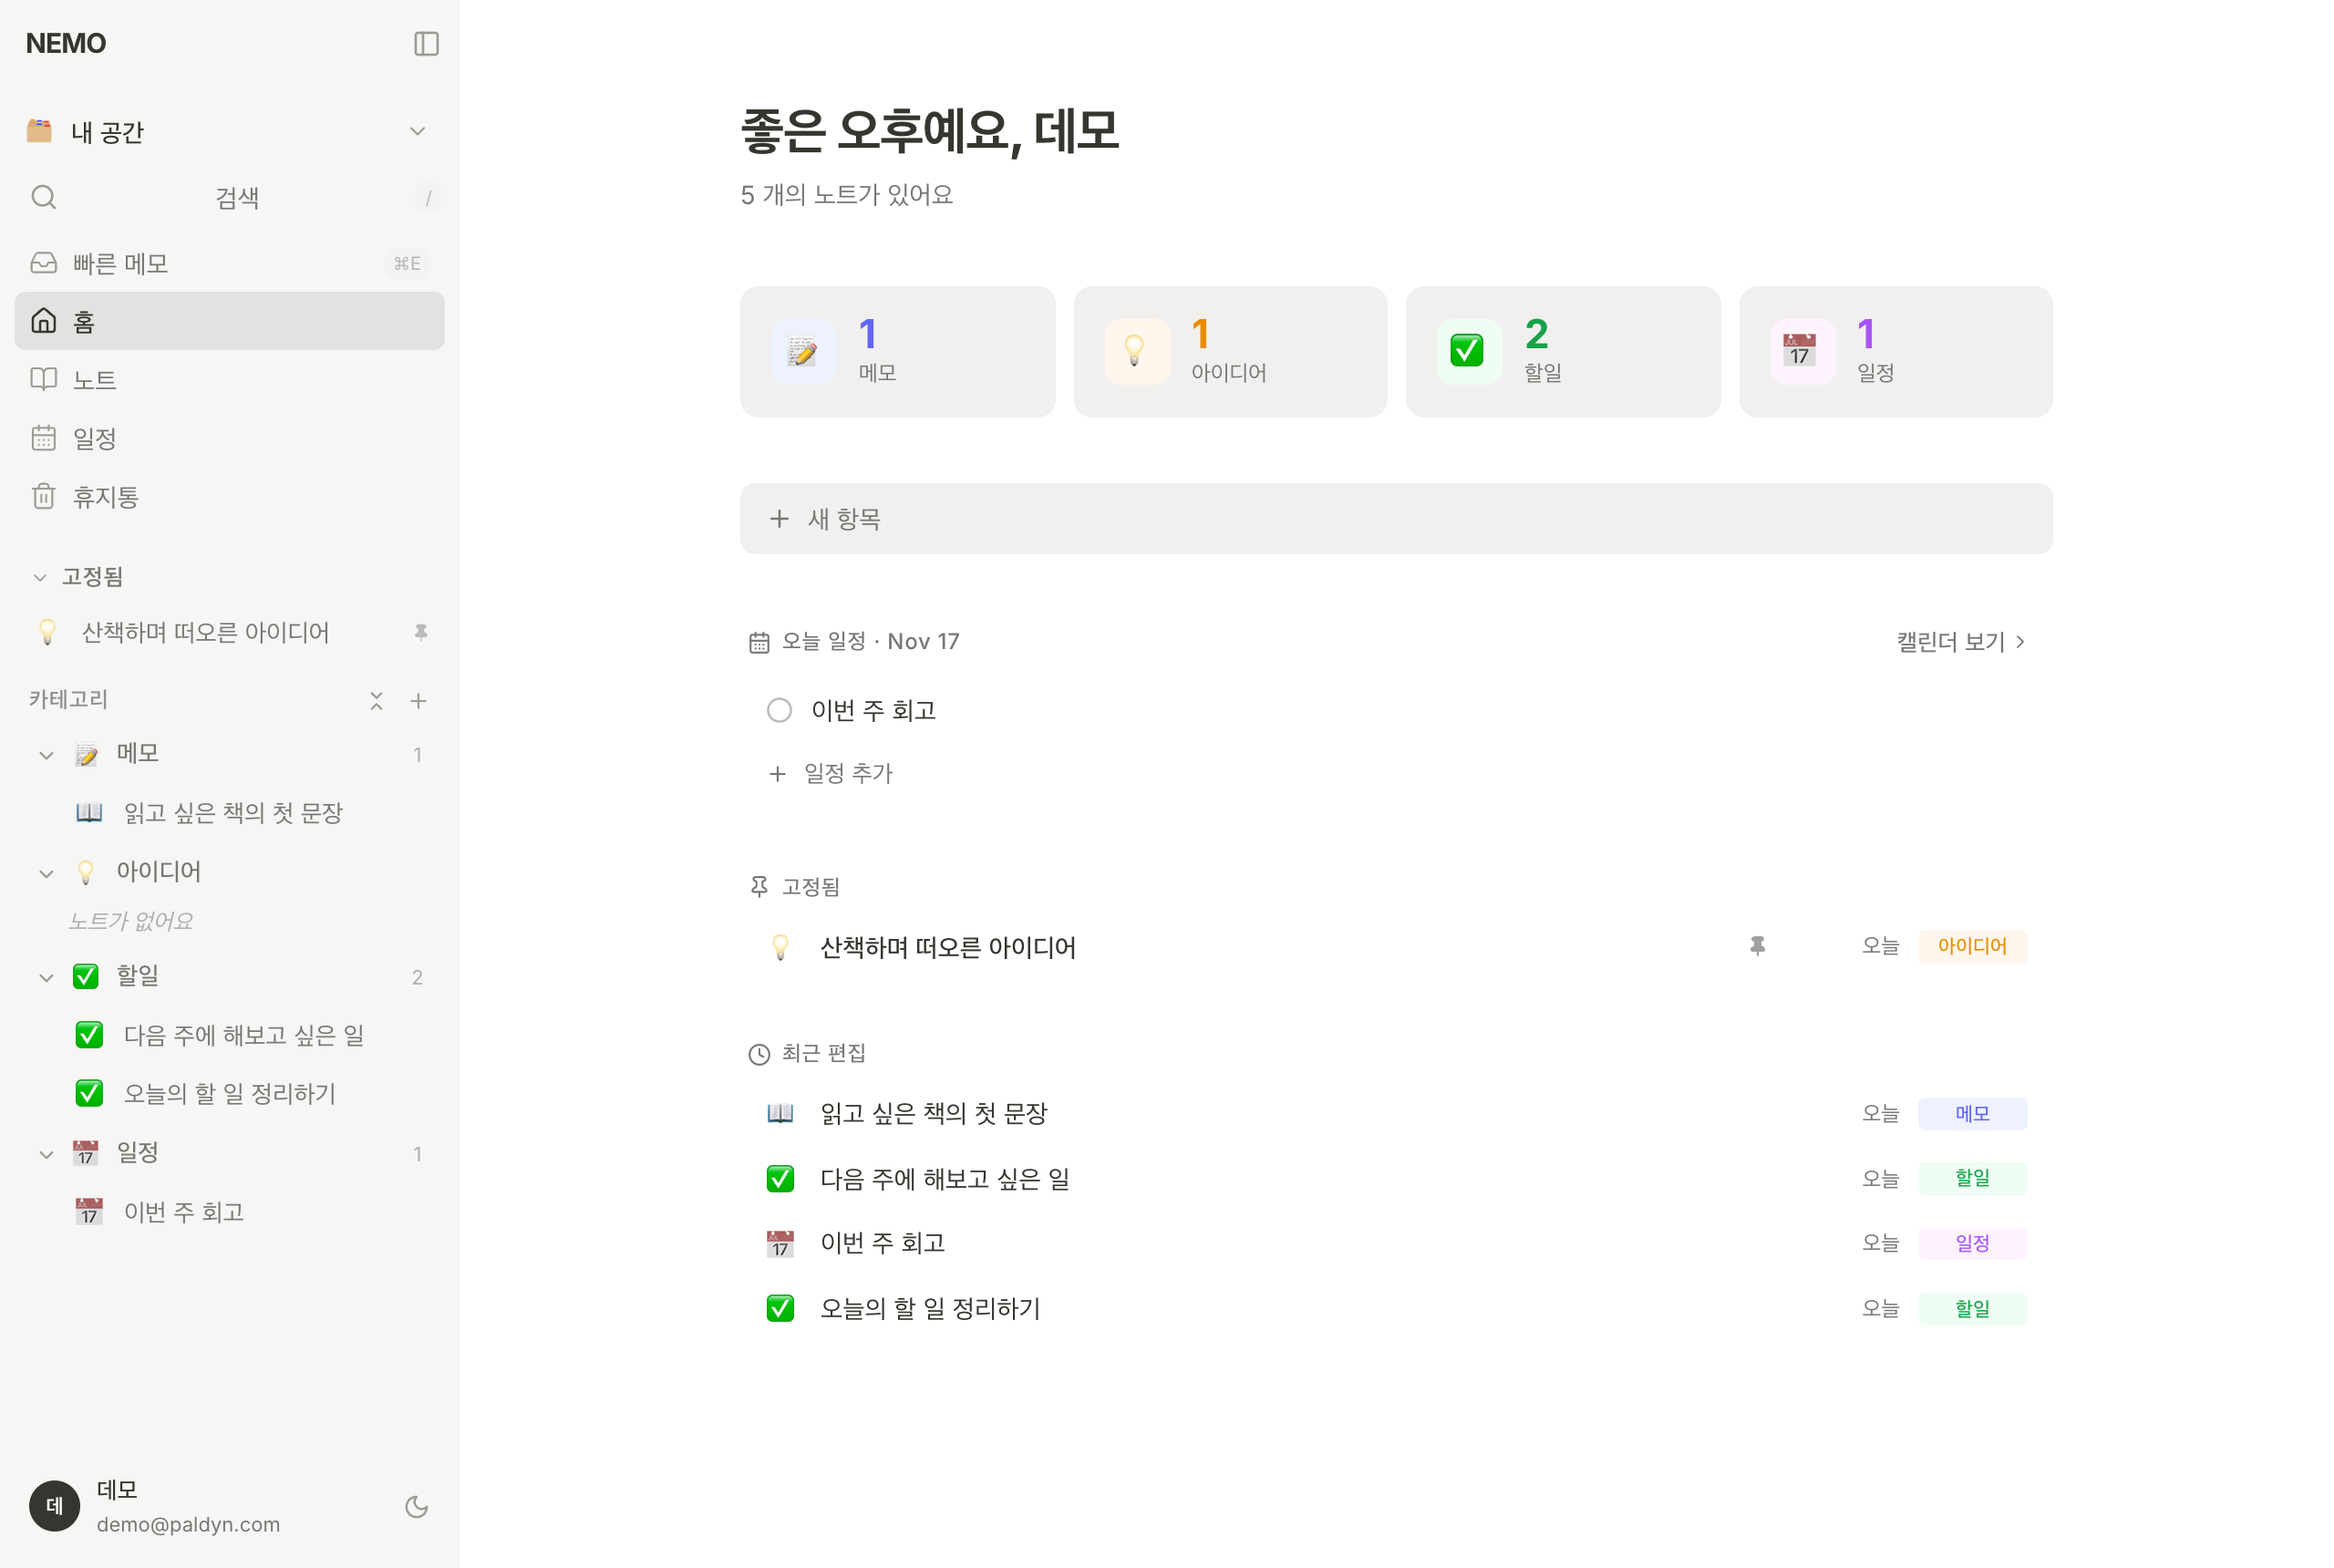 NEMO
내 공간
검색 /
빠른 메모 ⌘E
홈
노트
일정
휴지통
고정됨
산책하며 떠오른 아이디어
카테고리
메모 1
읽고 싶은 책의 첫 문장
아이디어
노트가 없어요
할일 2
다음 주에 해보고 싶은 일
오늘의 할 일 정리하기
일정 1
이번 주 회고
데
데모
demo@paldyn.com
좋은 오후예요, 데모
5 개의 노트가 있어요
1
메모
1
아이디어
2
할일
JUL
17
1
일정
새 항목
오늘 일정 · Nov 17
캘린더 보기
이번 주 회고
일정 추가
고정됨
산책하며 떠오른 아이디어 오늘 아이디어
최근 편집
읽고 싶은 책의 첫 문장 오늘 메모
다음 주에 해보고 싶은 일 오늘 할일
17 이번 주 회고 오늘 일정
오늘의 할 일 정리하기 오늘 할일